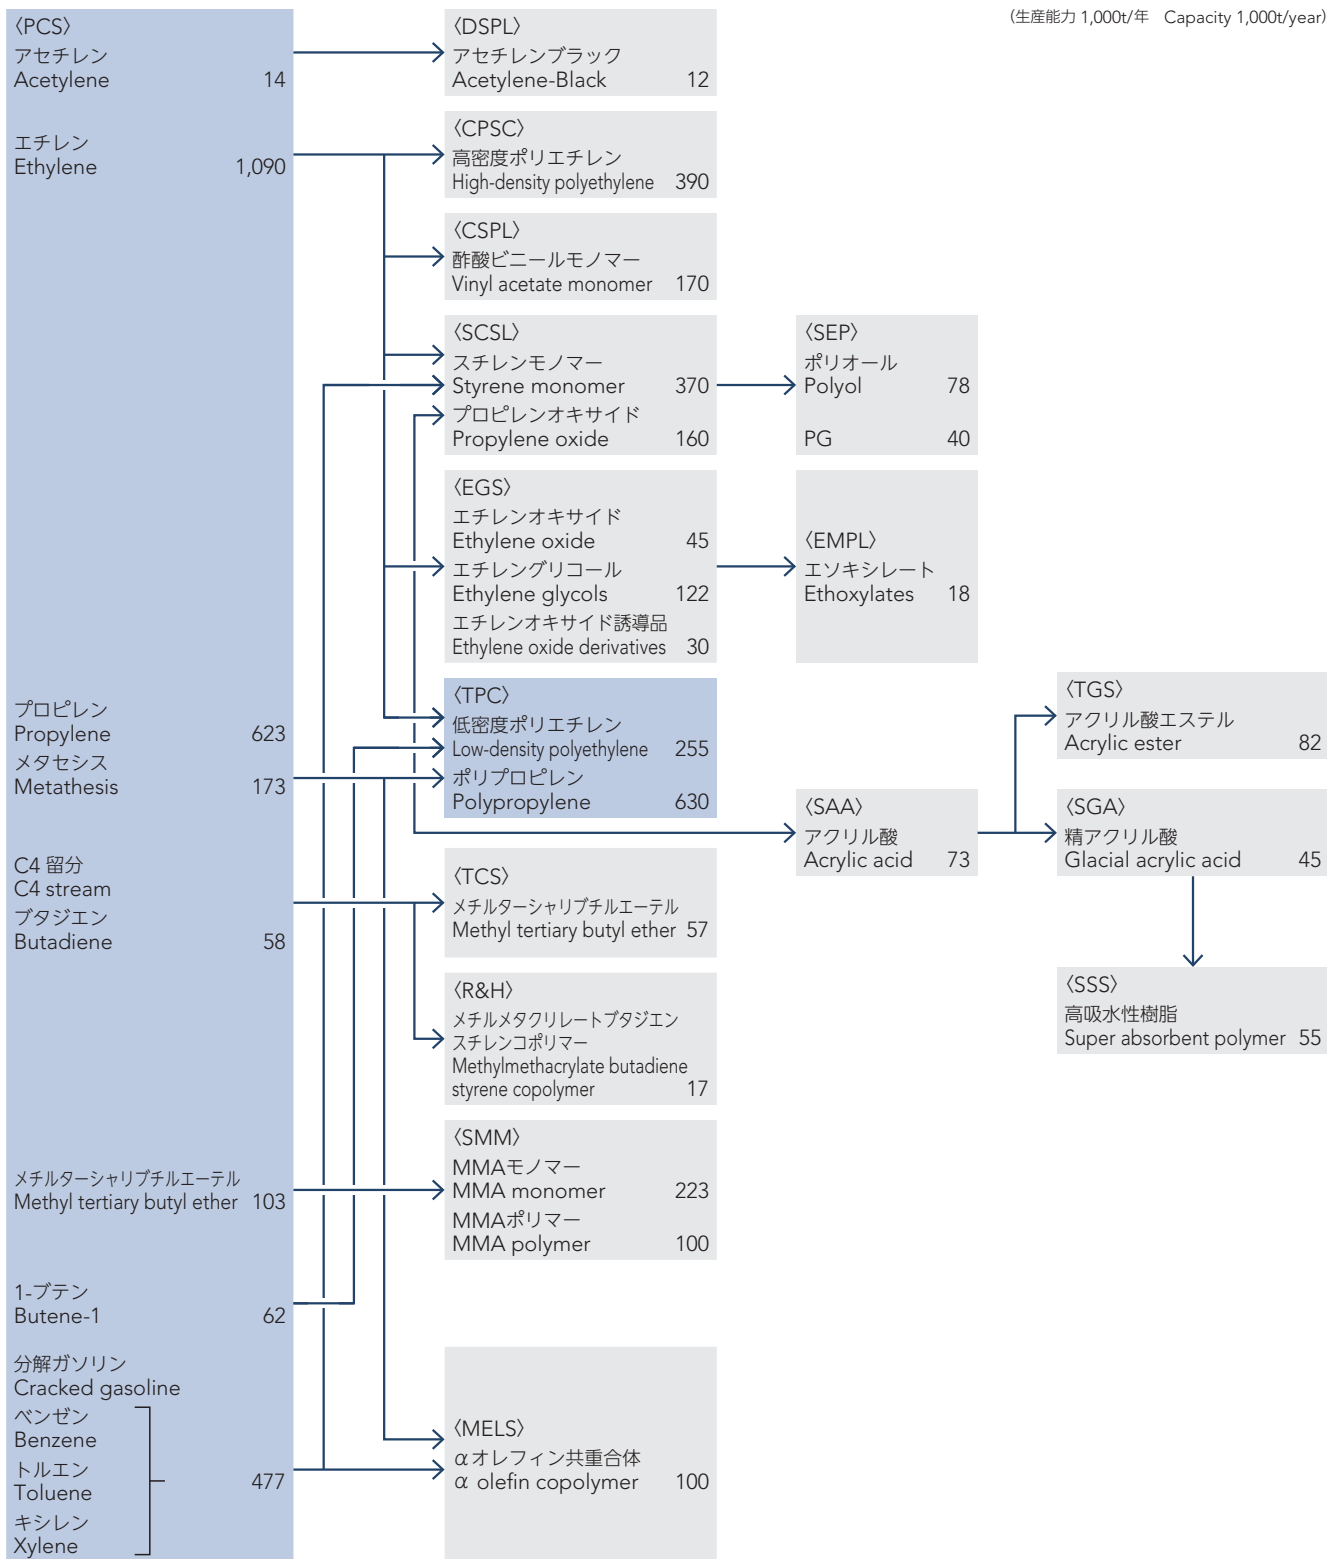 (生産能力 1,000t/年　Capacity 1,000t/year)
〈PCS〉
アセチレン
Acetylene 14
エチレン
Ethylene 1,090
プロピレン
Propylene 623
メタセシス
Metathesis 173
C4 留分
C4 stream
ブタジエン
Butadiene 58
メチルターシャリブチルエーテル
Methyl tertiary butyl ether 103
1-ブテン
Butene-1 62
分解ガソリン
Cracked gasoline
ベンゼン
Benzene
トルエン
Toluene 477
キシレン
Xylene
〈DSPL〉
アセチレンブラック
Acetylene-Black 12
〈CPSC〉
高密度ポリエチレン
High-density polyethylene 390
〈CSPL〉
酢酸ビニールモノマー
Vinyl acetate monomer 170
〈SCSL〉
スチレンモノマー
Styrene monomer 370
プロピレンオキサイド
Propylene oxide 160
〈SEP〉
ポリオール
Polyol 78
PG 40
〈EGS〉
エチレンオキサイド
Ethylene oxide 45
エチレングリコール
Ethylene glycols 122
エチレンオキサイド誘導品
Ethylene oxide derivatives 30
〈EMPL〉
エソキシレート
Ethoxylates 18
〈TPC〉
低密度ポリエチレン
Low-density polyethylene 255
ポリプロピレン
Polypropylene 630
〈SAA〉
アクリル酸
Acrylic acid 73
〈TGS〉
アクリル酸エステル
Acrylic ester 82
〈SGA〉
精アクリル酸
Glacial acrylic acid 45
〈SSS〉
高吸水性樹脂
Super absorbent polymer 55
〈TCS〉
メチルターシャリブチルエーテル
Methyl tertiary butyl ether 57
〈R&H〉
メチルメタクリレートブタジエン
スチレンコポリマー
Methylmethacrylate butadiene
styrene copolymer 17
〈SMM〉
MMAモノマー
MMA monomer 223
MMAポリマー
MMA polymer 100
〈MELS〉
αオレフィン共重合体
α olefin copolymer 100